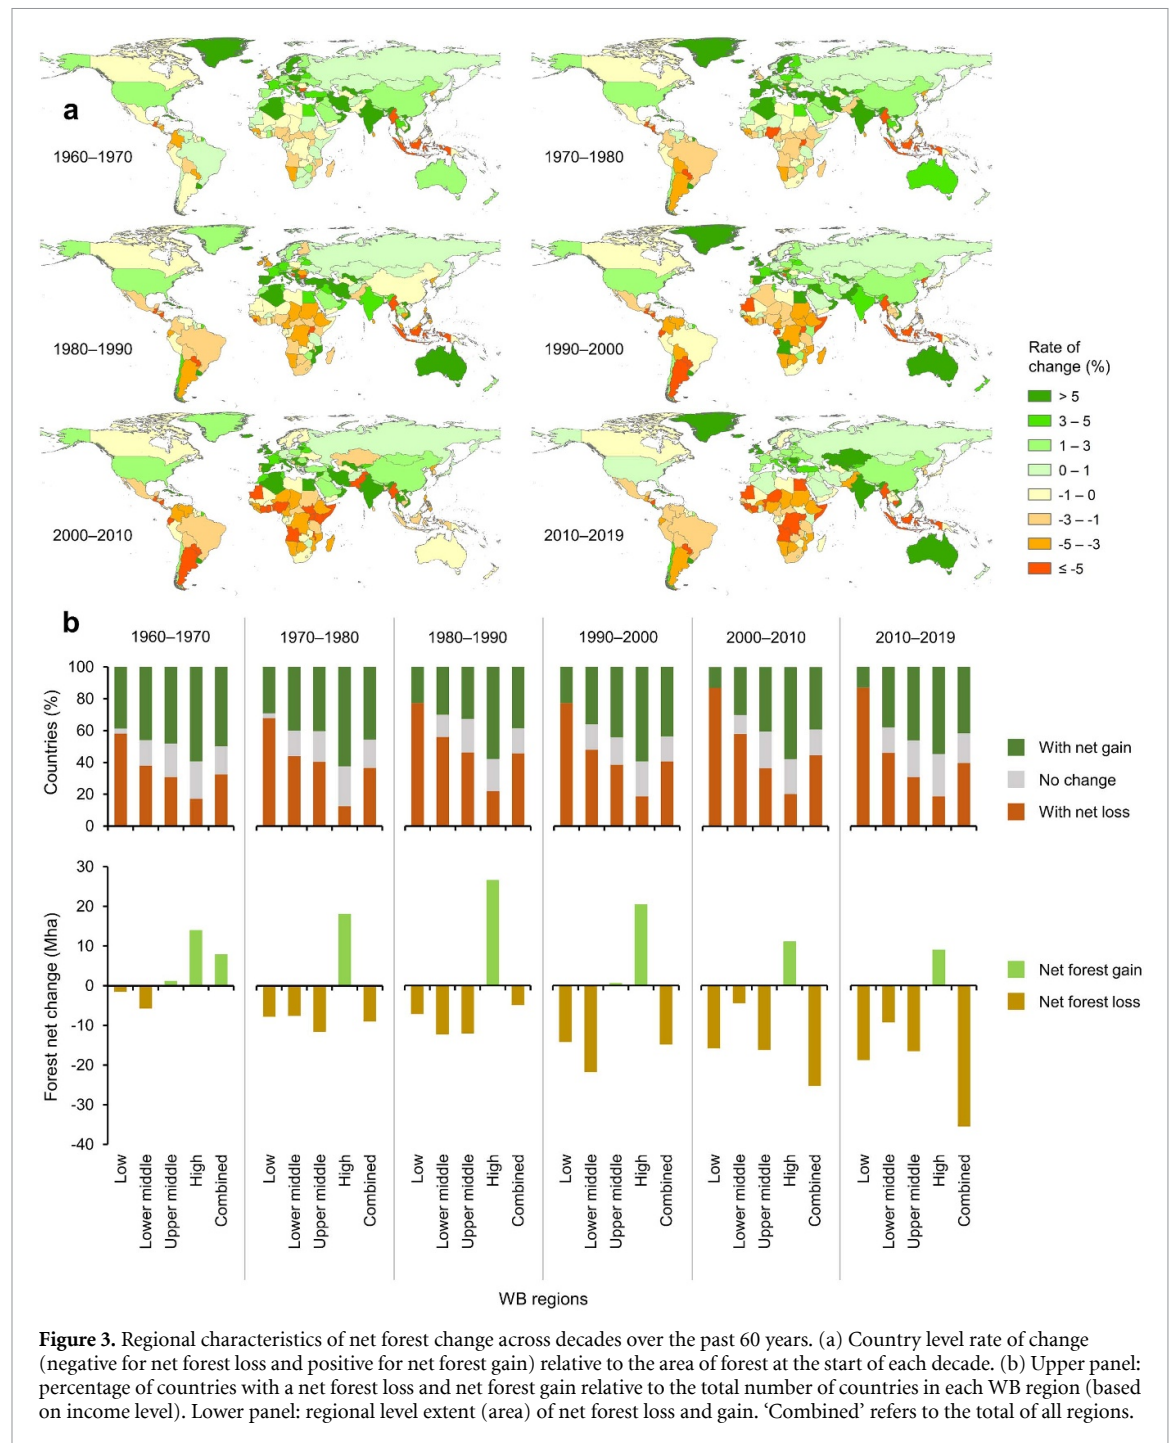 a
1960–1970
1970–1980
1980–1990
1990–2000
2000–2010
2010–2019
Rate of
change (%)
> 5
3 – 5
1 – 3
0 – 1
-1 – 0
-3 – -1
-5 – -3
≤ -5
b
1960–1970
1970–1980
1980–1990
1990–2000
2000–2010
2010–2019
Countries (%)
100
80
60
40
20
0
With net gain
No change
With net loss
Forest net change (Mha)
30
20
10
0
-10
-20
-30
-40
Net forest gain
Net forest loss
Low
Lower middle
Upper middle
High
Combined
Low
Lower middle
Upper middle
High
Combined
Low
Lower middle
Upper middle
High
Combined
Low
Lower middle
Upper middle
High
Combined
Low
Lower middle
Upper middle
High
Combined
Low
Lower middle
Upper middle
High
Combined
WB regions
Figure 3. Regional characteristics of net forest change across decades over the past 60 years. (a) Country level rate of change
(negative for net forest loss and positive for net forest gain) relative to the area of forest at the start of each decade. (b) Upper panel:
percentage of countries with a net forest loss and net forest gain relative to the total number of countries in each WB region (based
on income level). Lower panel: regional level extent (area) of net forest loss and gain. ‘Combined’ refers to the total of all regions.